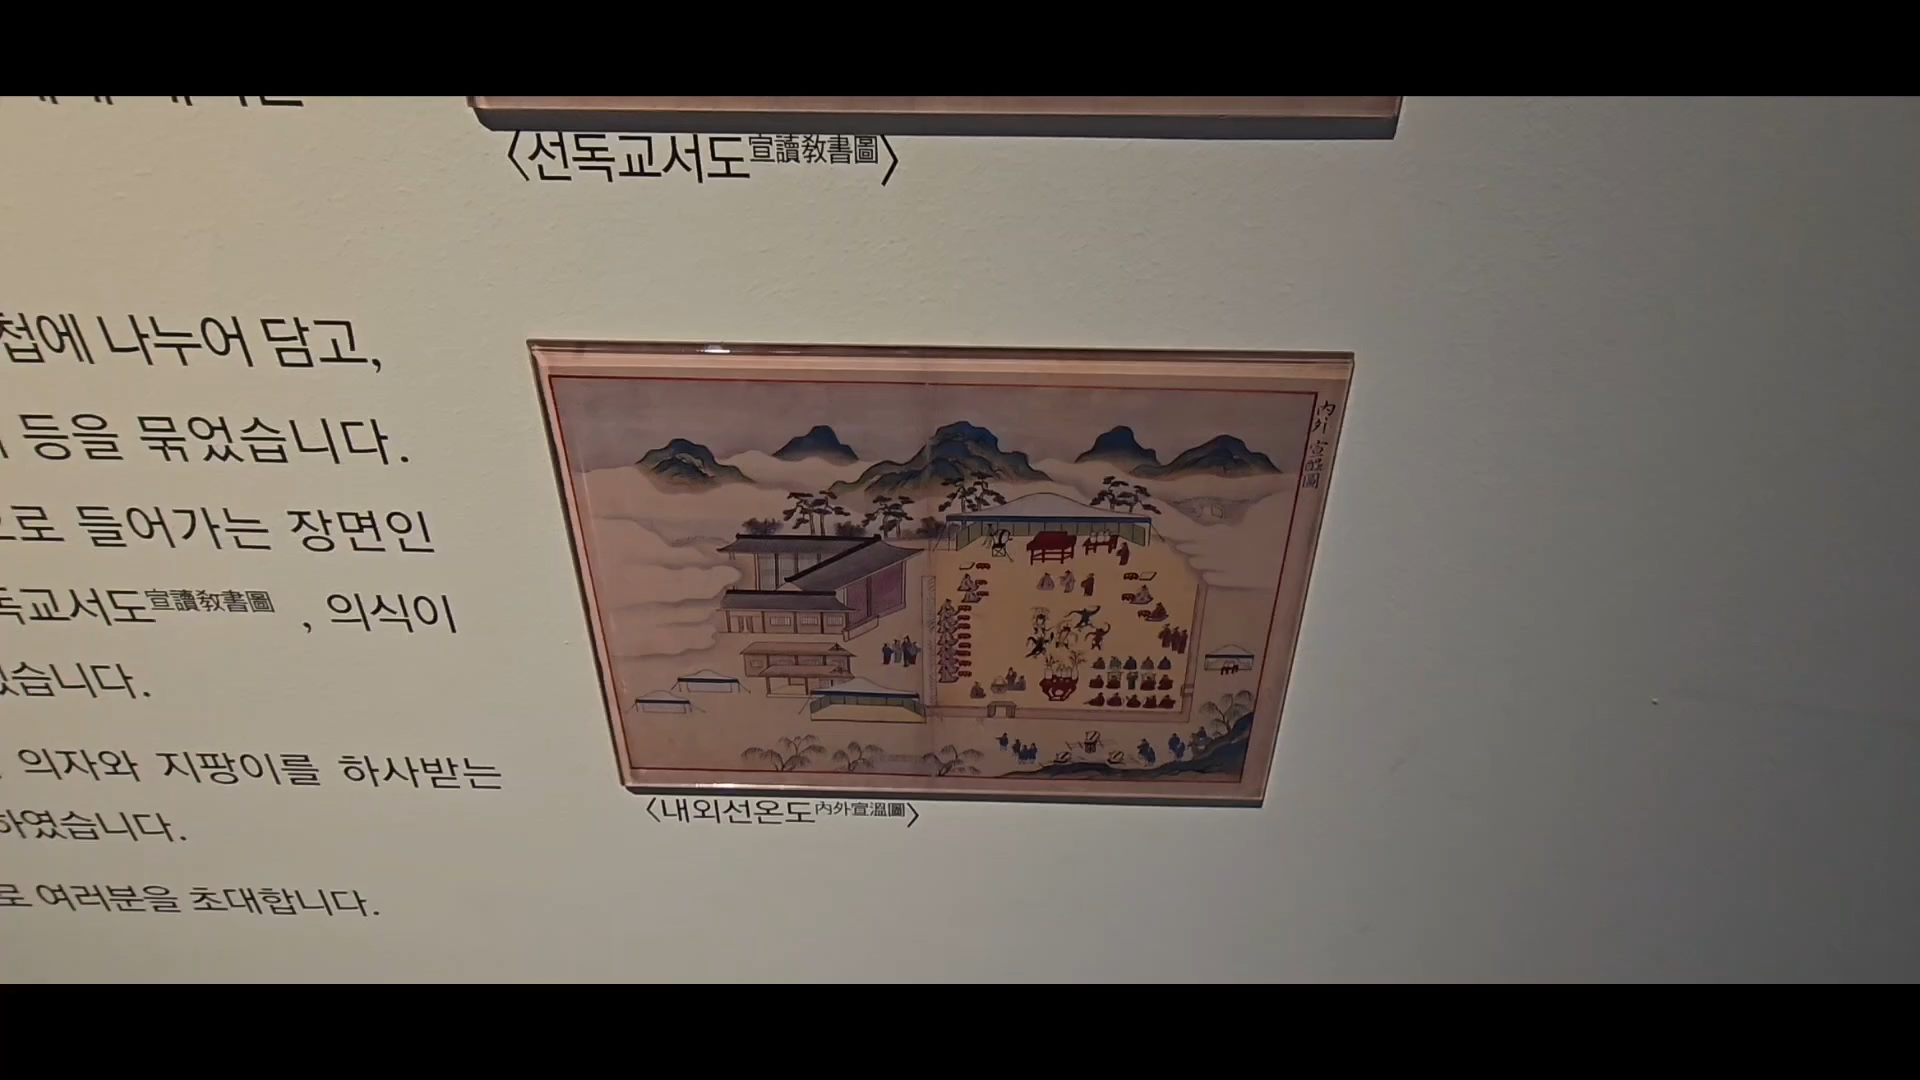 〈선독교서도宣讀敎書圖〉
첩에 나누어 담고,
등을 묶었습니다.
으로 들어가는 장면인
독교서도宣讀敎書圖 , 의식이
있습니다.
의자와 지팡이를 하사받는
하였습니다.
로 여러분을 초대합니다.
內外宣醞圖
〈내외선온도內外宣溫圖〉